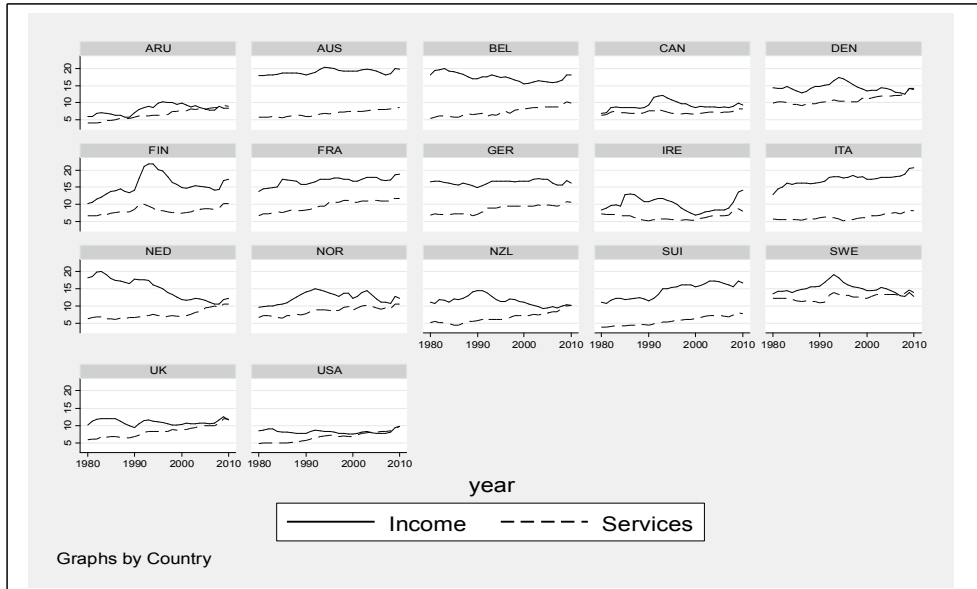 ARU AUS BEL CAN DEN
20
15
10
5
FIN FRA GER IRE ITA
20
15
10
5
NED NOR NZL SUI SWE
20
15
10
5
1980 1990 2000 2010 1980 1990 2000 2010 1980 1990 2000 2010
UK USA
20
15
10
5
1980 1990 2000 2010 1980 1990 2000 2010
year
Income Services
Graphs by Country